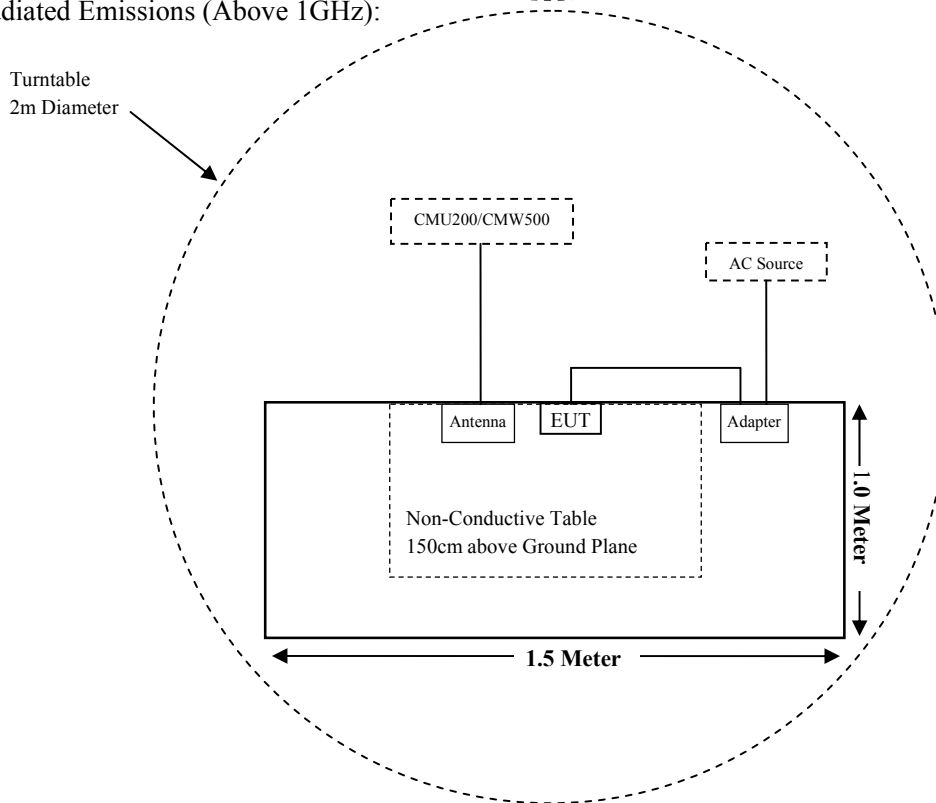 diated Emissions (Above 1GHz):
Turntable
2m Diameter
CMU200/CMW500
AC Source
Antenna
EUT
Adapter
Non-Conductive Table
150cm above Ground Plane
1.0 Meter
1.5 Meter